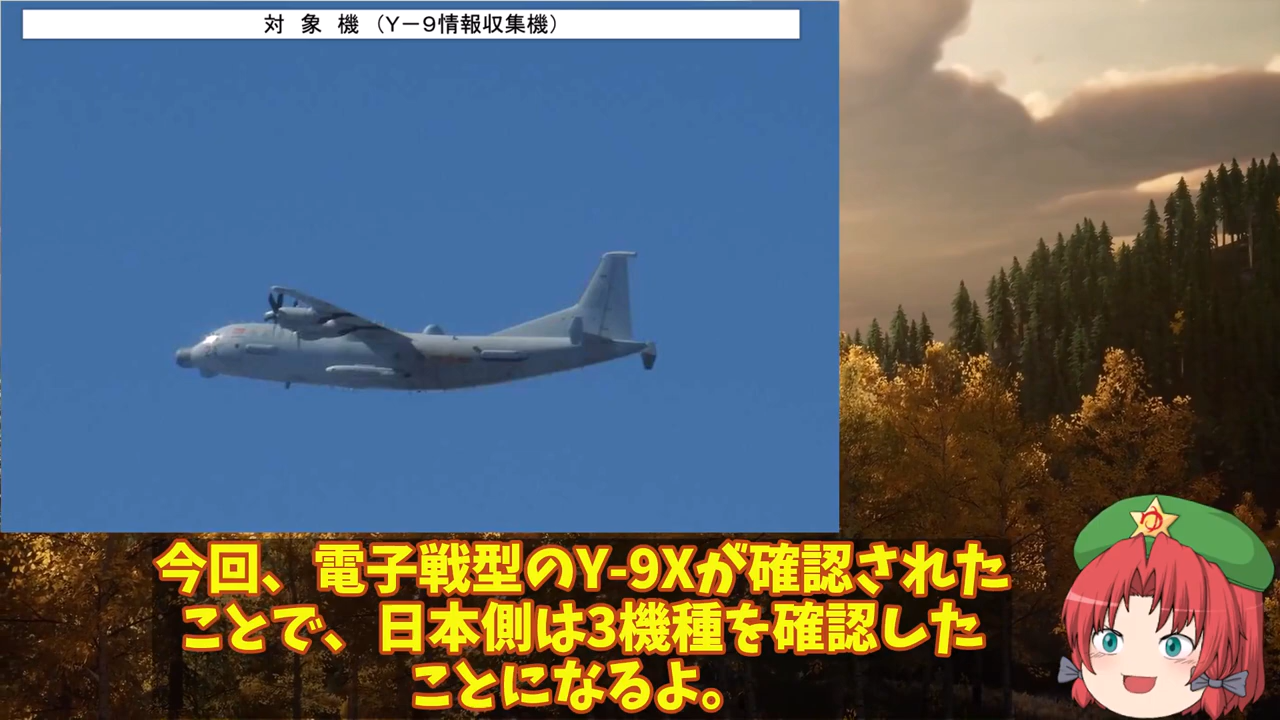 対 象 機 (Y－9情報収集機)
今回、電子戦型のY-9Xが確認された
ことで、日本側は3機種を確認した
ことになるよ。